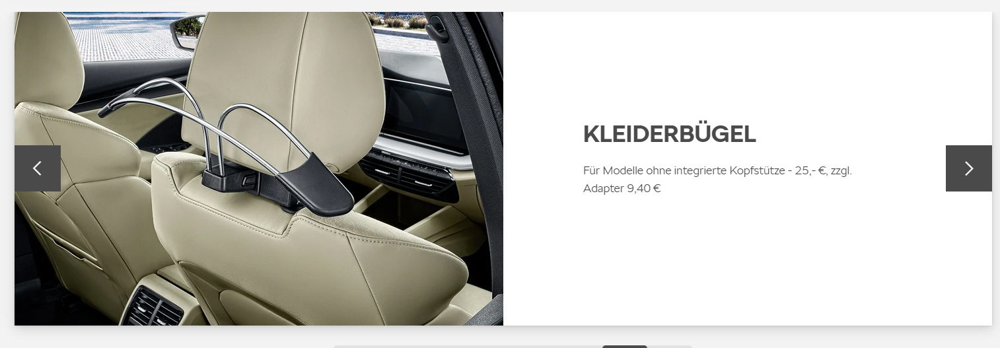 KLEIDERBÜGEL
Für Modelle ohne integrierte Kopfstütze - 25,- €, zzgl.
Adapter 9,40 €